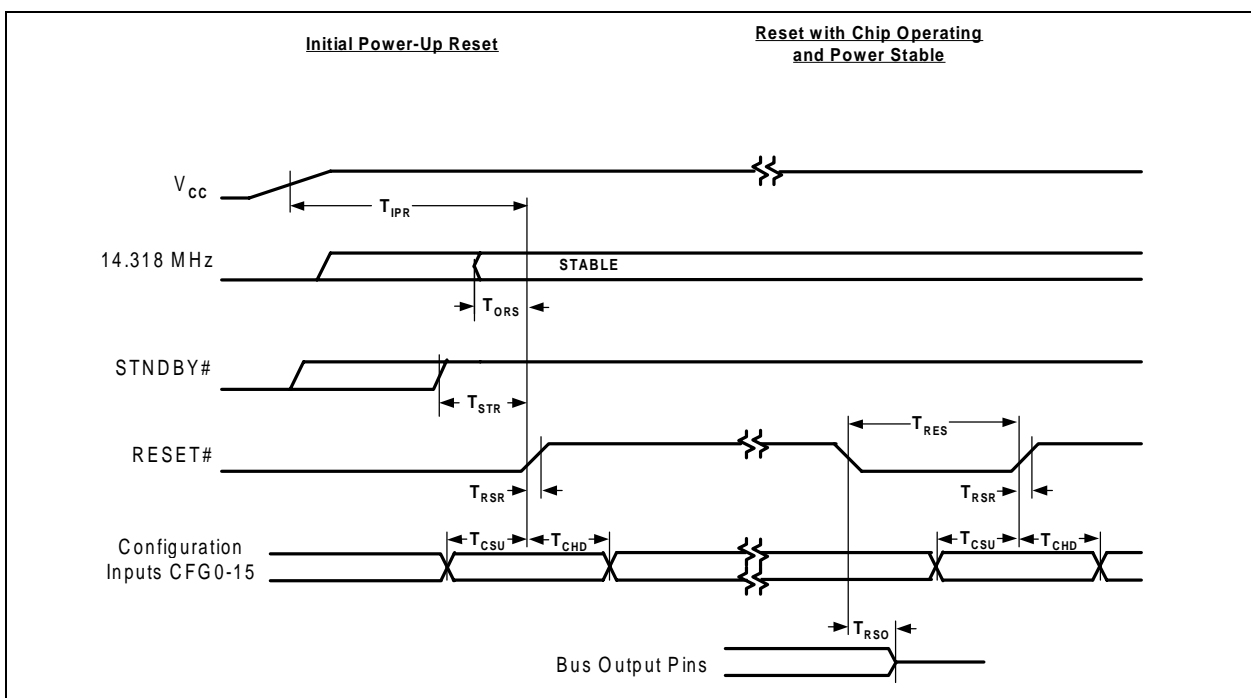 Initial Power-Up Reset
Reset with Chip Operating
and Power Stable
VCC
TIPR
14.318 MHz
STABLE
TORS
STNDBY#
TSTR
TRES
RESET#
TRSR
TRSR
Configuration
Inputs CFG0-15
TCSU
TCHD
TCSU
TCHD
TRSO
Bus Output Pins